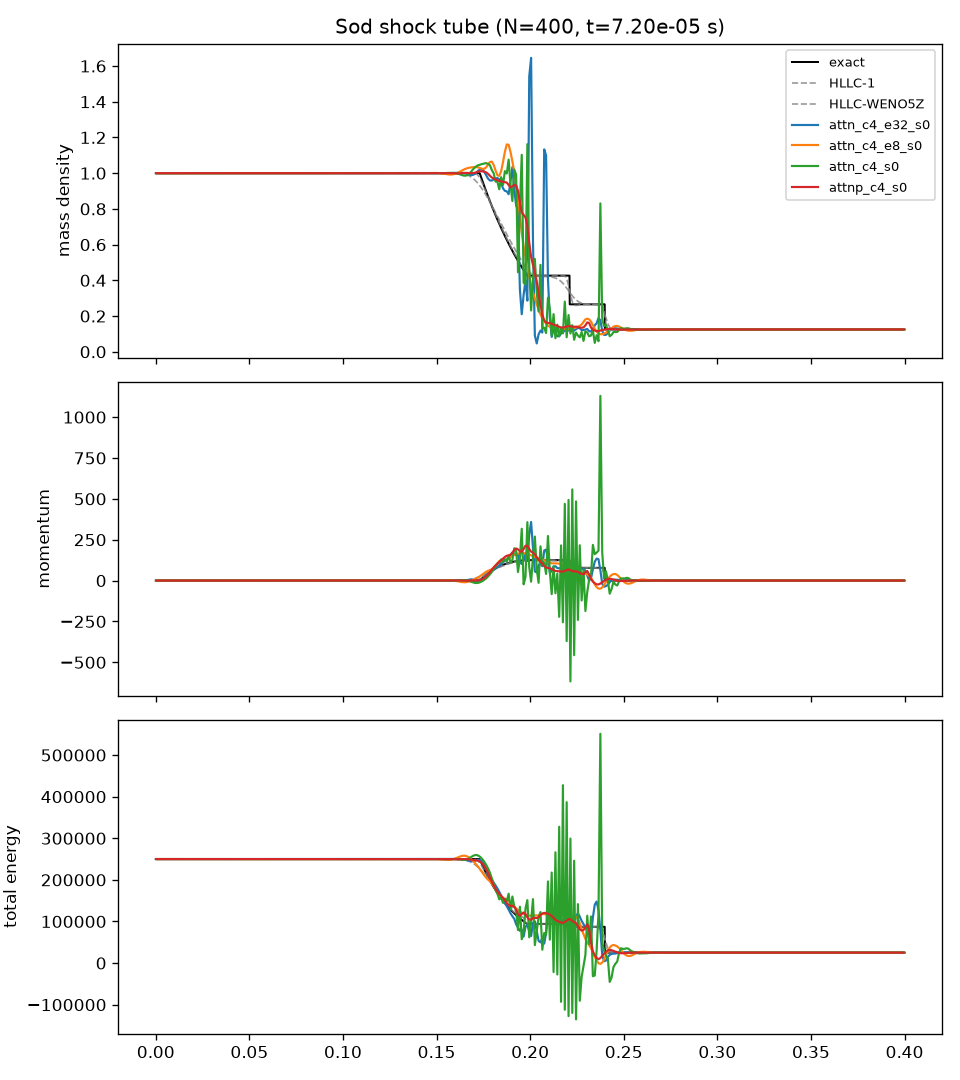 Sod shock tube (N=400, t=7.20e-05 s)
mass density
1.6
1.4
1.2
1.0
0.8
0.6
0.4
0.2
0.0
exact
HLLC-1
HLLC-WENO5Z
attn_c4_e32_s0
attn_c4_e8_s0
attn_c4_s0
attnp_c4_s0
momentum
1000
750
500
250
0
−250
−500
total energy
500000
400000
300000
200000
100000
0
−100000
0.00 0.05 0.10 0.15 0.20 0.25 0.30 0.35 0.40